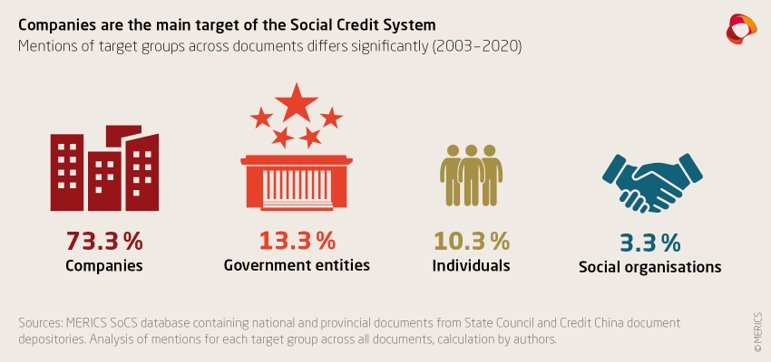 Companies are the main target of the Social Credit System
Mentions of target groups across documents differs significantly (2003–2020)
73.3 %
Companies
13.3 %
Government entities
10.3 %
Individuals
3.3 %
Social organisations
Sources: MERICS SoCS database containing national and provincial documents from State Council and Credit China document
depositories. Analysis of mentions for each target group across all documents, calculation by authors.
© MERICS